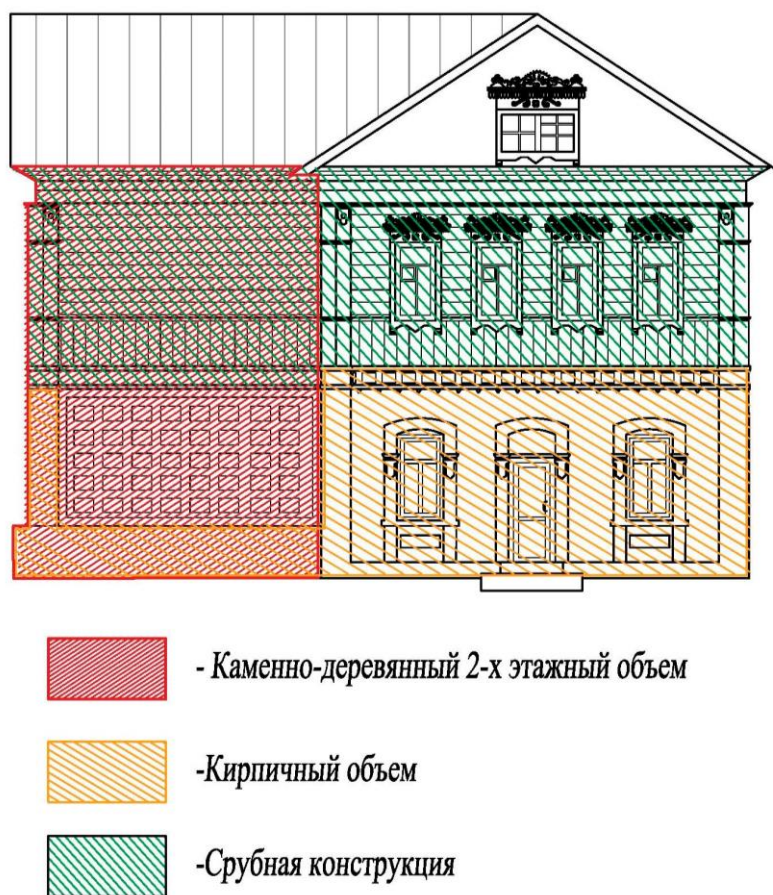 - Каменно-деревянный 2-х этажный объем
-Кирпичный объем
-Срубная конструкция